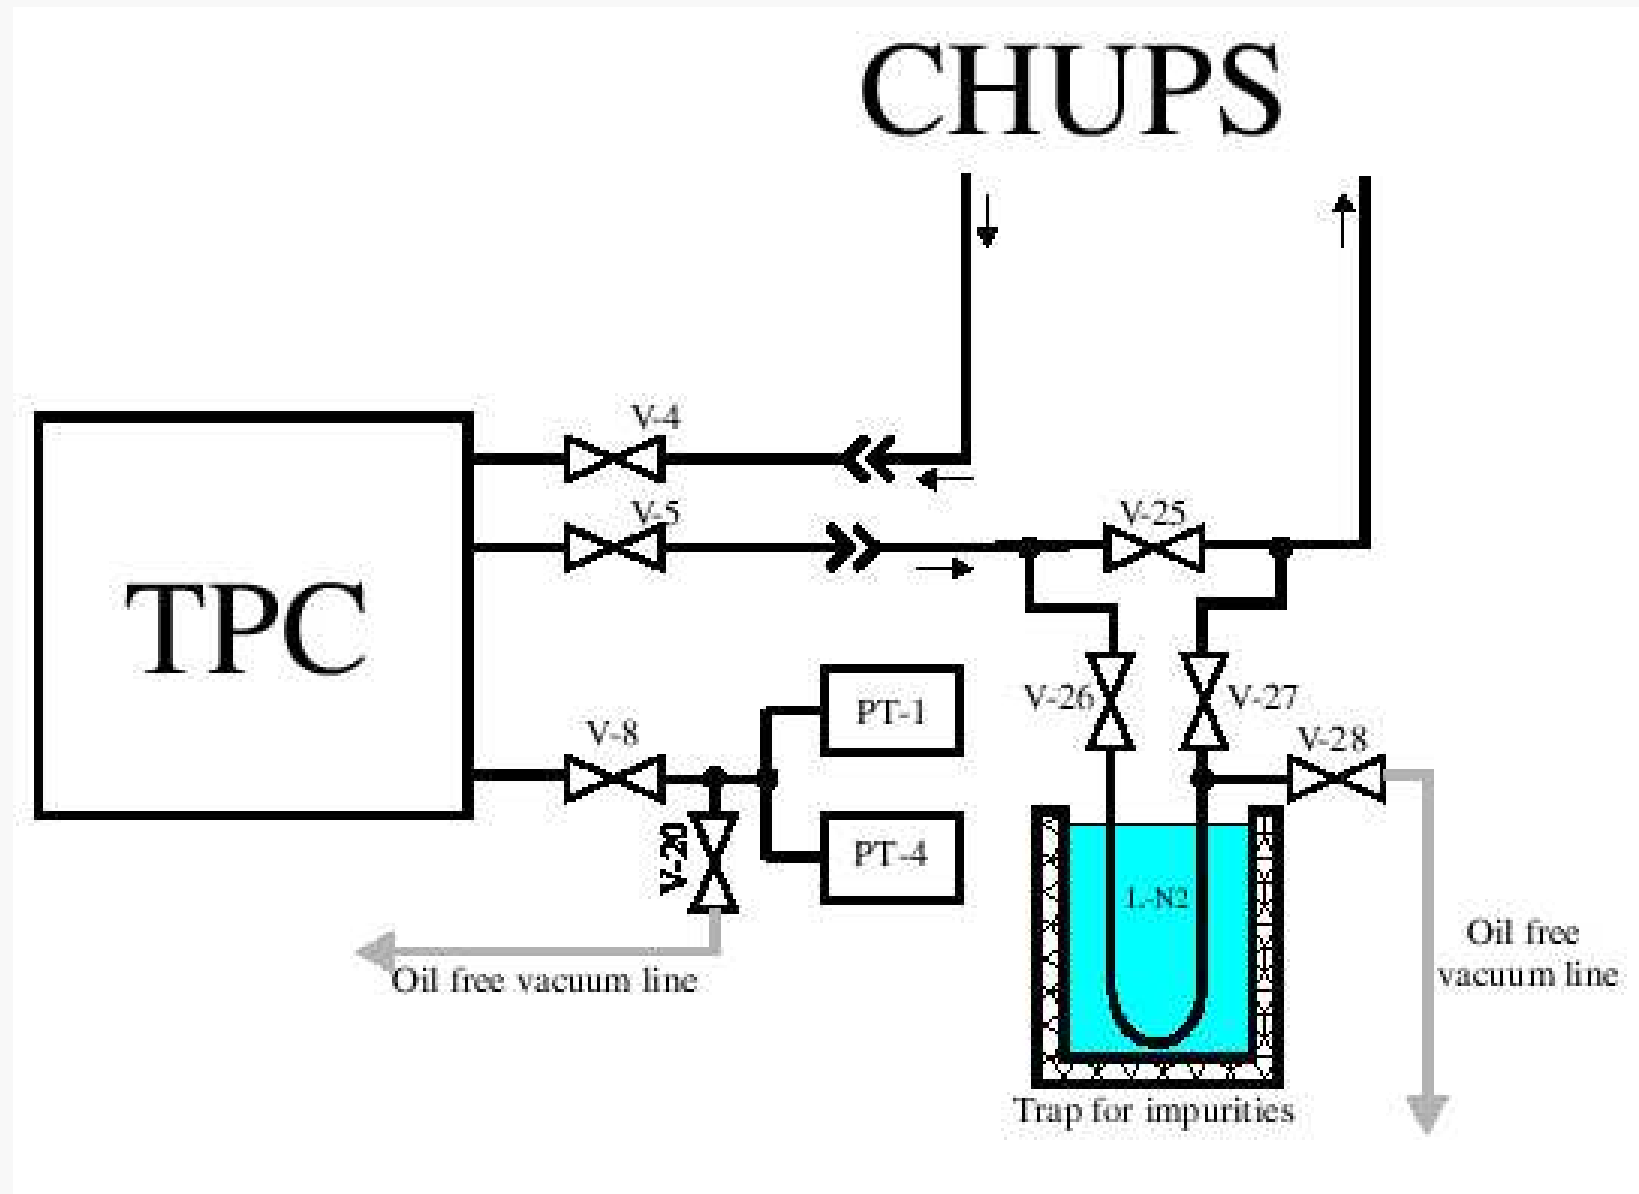 CHUPS
V-4
V-5
V-25
TPC
V-26
V-27
PT-1
V-8
V-28
V-20
PT-4
L-N2
Oil free
vacuum line
Oil free vacuum line
Trap for impurities